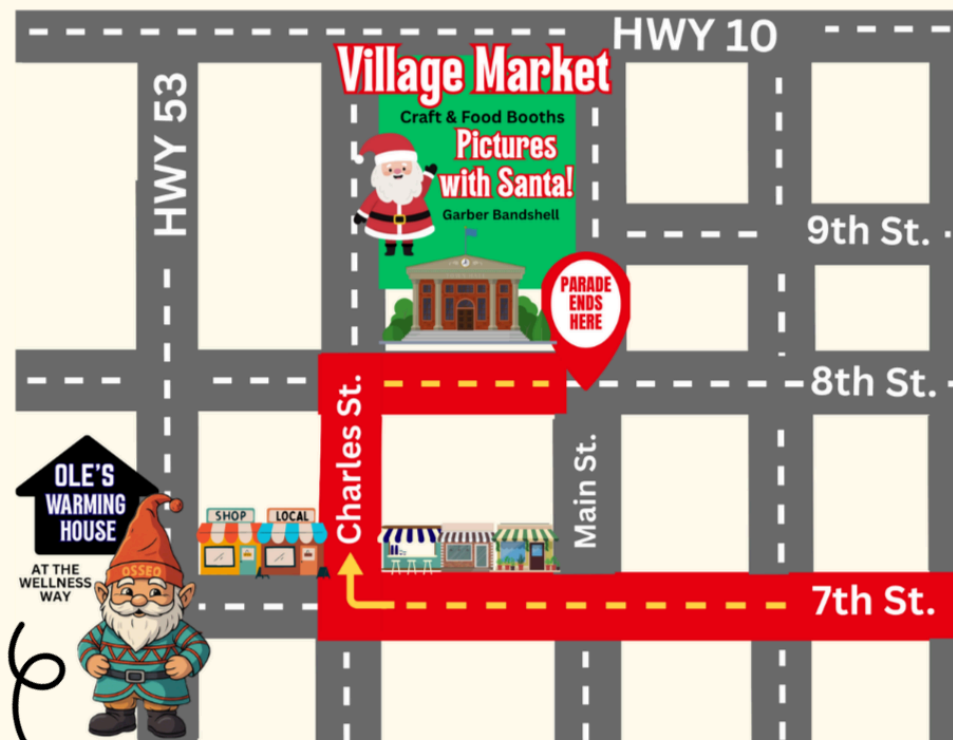 HWY 10
HWY 53
Village Market
Craft & Food Booths
Pictures
with Santa!
Garber Bandshell
9th St.
PARADE
ENDS
HERE
8th St.
Charles St.
Main St.
OLE'S
WARMING
HOUSE
AT THE
WELLNESS
WAY
SHOP
LOCAL
OSSEO
7th St.